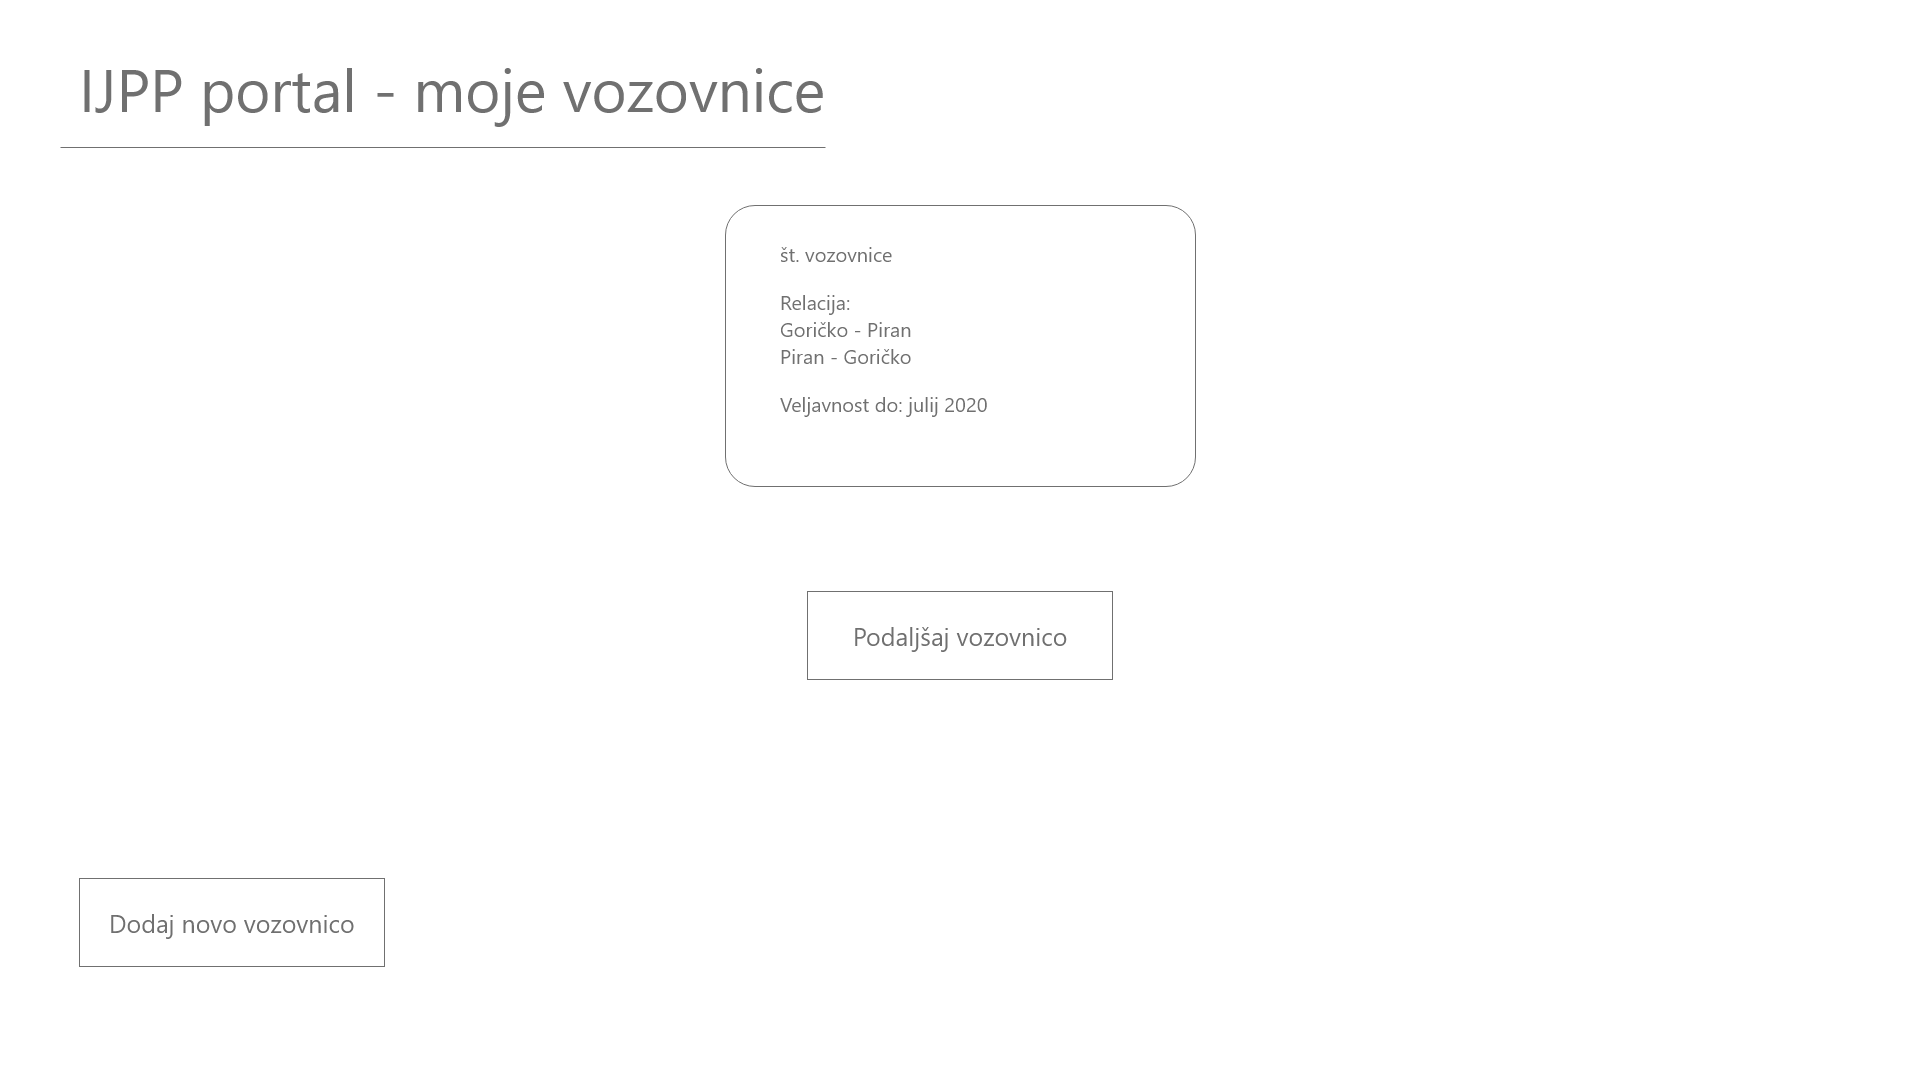 IJPP portal - moje vozovnice
št. vozovnice
Relacija:
Goričko - Piran
Piran - Goričko
Veljavnost do: julij 2020
Podaljšaj vozovnico
Dodaj novo vozovnico